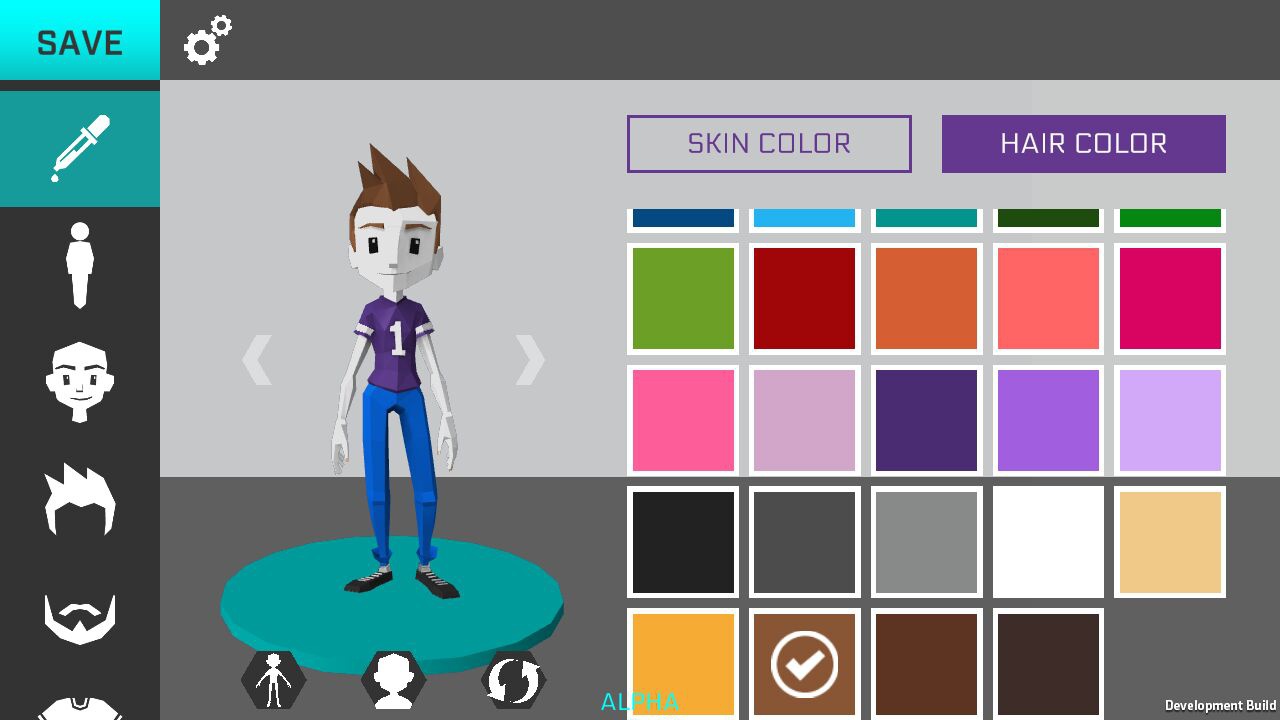 SAVE
SKIN COLOR
HAIR COLOR
1
ALPHA
Development Build